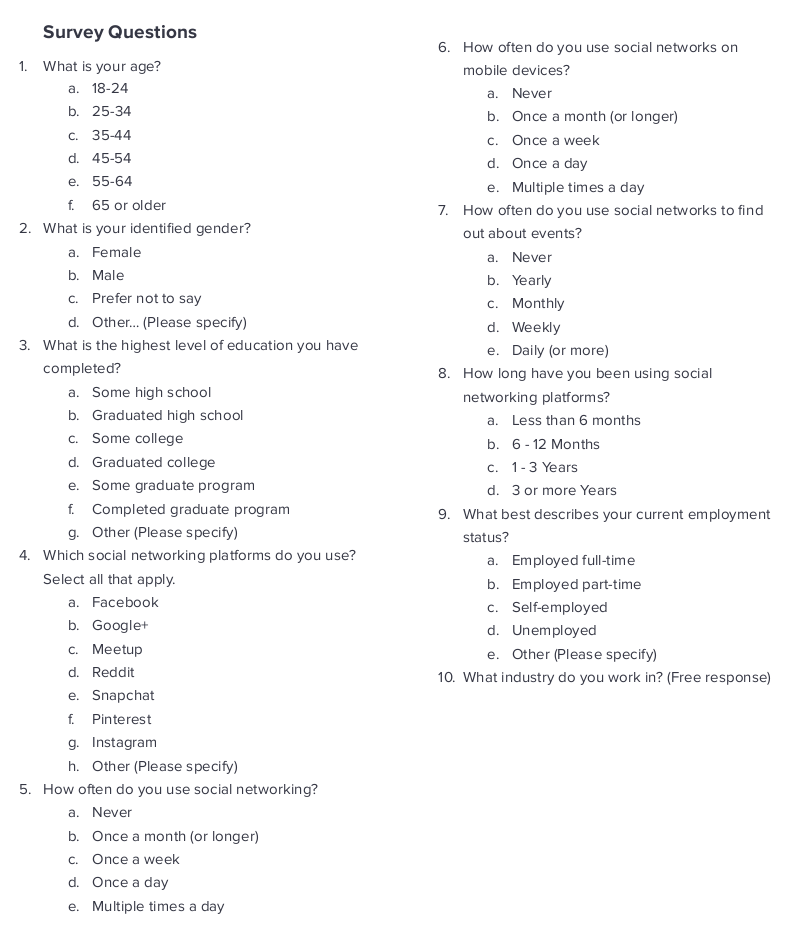 Survey Questions
1. What is your age?
a. 18-24
b. 25-34
c. 35-44
d. 45-54
e. 55-64
f. 65 or older
2. What is your identified gender?
a. Female
b. Male
c. Prefer not to say
d. Other... (Please specify)
3. What is the highest level of education you have
completed?
a. Some high school
b. Graduated high school
c. Some college
d. Graduated college
e. Some graduate program
f. Completed graduate program
g. Other (Please specify)
4. Which social networking platforms do you use?
Select all that apply.
a. Facebook
b. Google+
c. Meetup
d. Reddit
e. Snapchat
f. Pinterest
g. Instagram
h. Other (Please specify)
5. How often do you use social networking?
a. Never
b. Once a month (or longer)
c. Once a week
d. Once a day
e. Multiple times a day
6. How often do you use social networks on
mobile devices?
a. Never
b. Once a month (or longer)
c. Once a week
d. Once a day
e. Multiple times a day
7. How often do you use social networks to find
out about events?
a. Never
b. Yearly
c. Monthly
d. Weekly
e. Daily (or more)
8. How long have you been using social
networking platforms?
a. Less than 6 months
b. 6 - 12 Months
c. 1 - 3 Years
d. 3 or more Years
9. What best describes your current employment
status?
a. Employed full-time
b. Employed part-time
c. Self-employed
d. Unemployed
e. Other (Please specify)
10. What industry do you work in? (Free response)